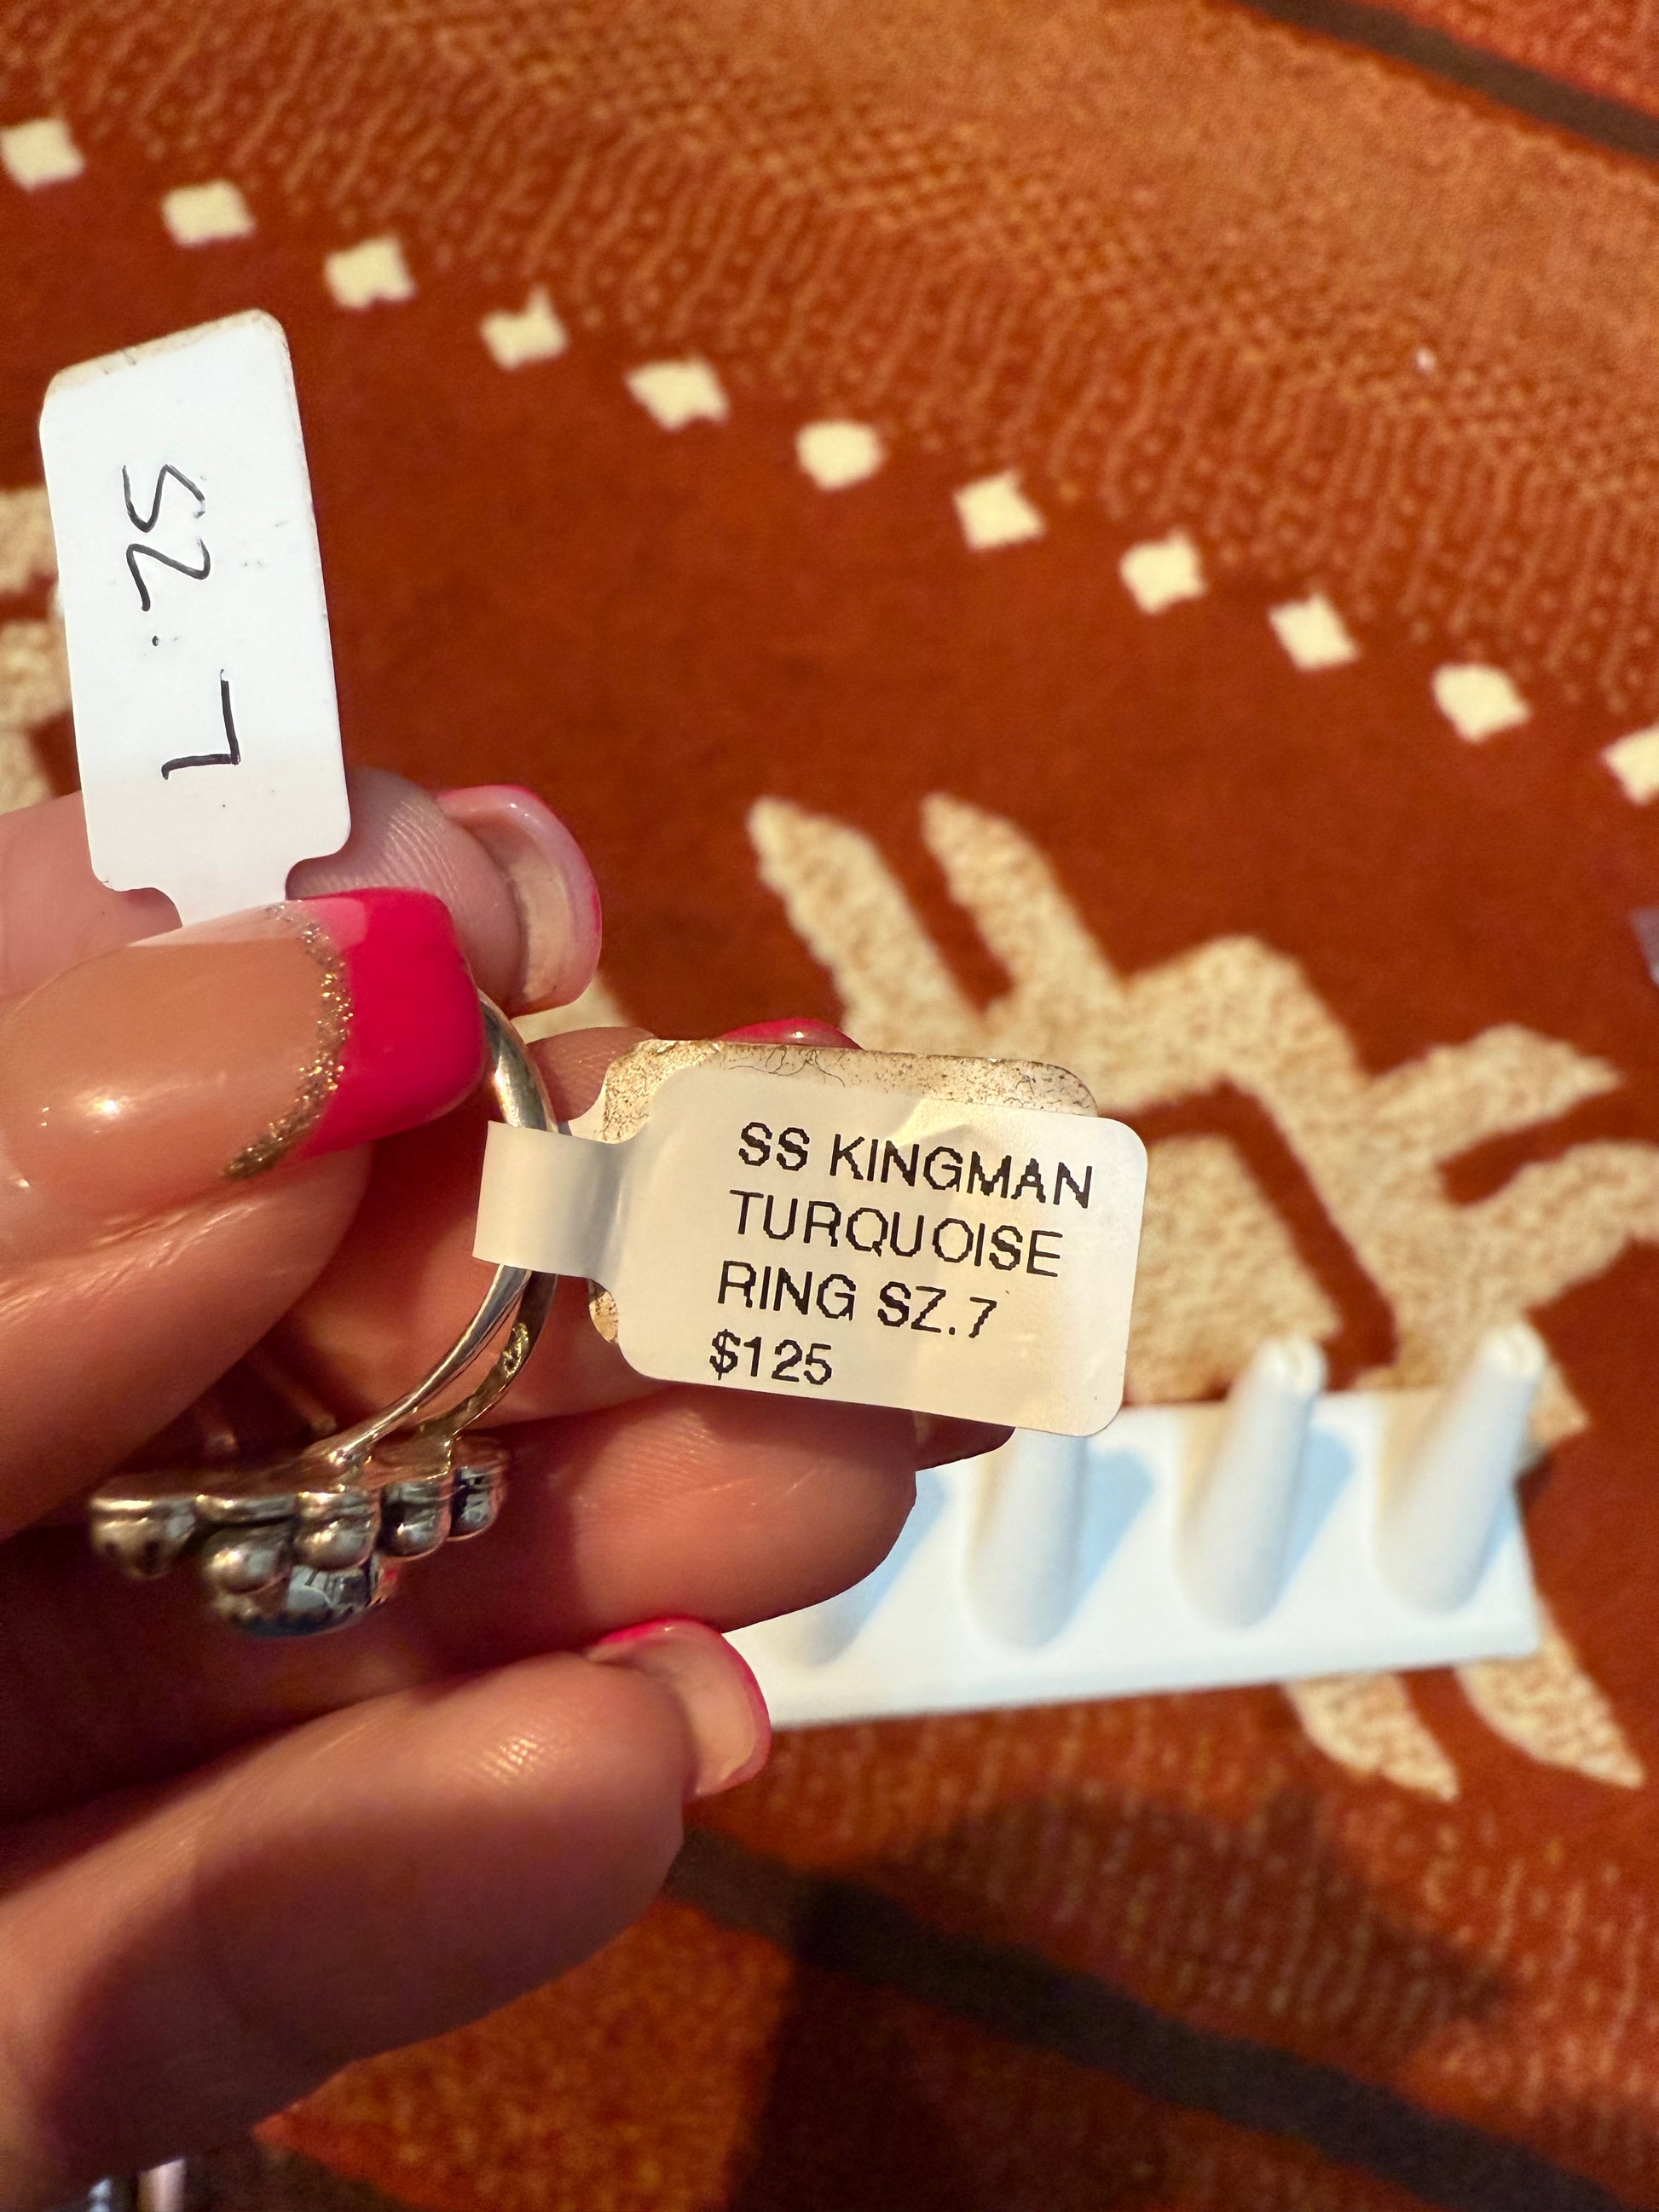 SZ. 7
SS KINGMAN
TURQUOISE
RING SZ.7
$125